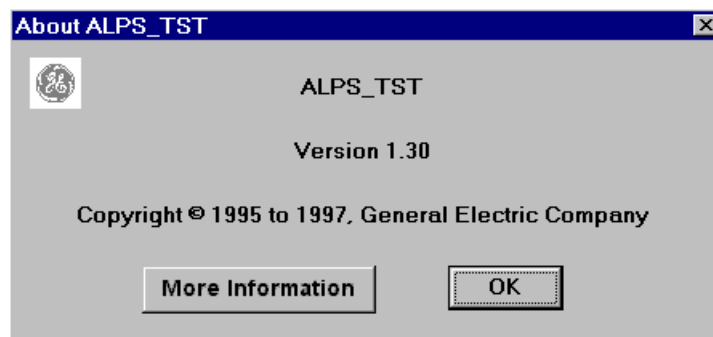 About ALPS_TST
ALPS_TST
Version 1.30
Copyright © 1995 to 1997, General Electric Company
More Information
OK